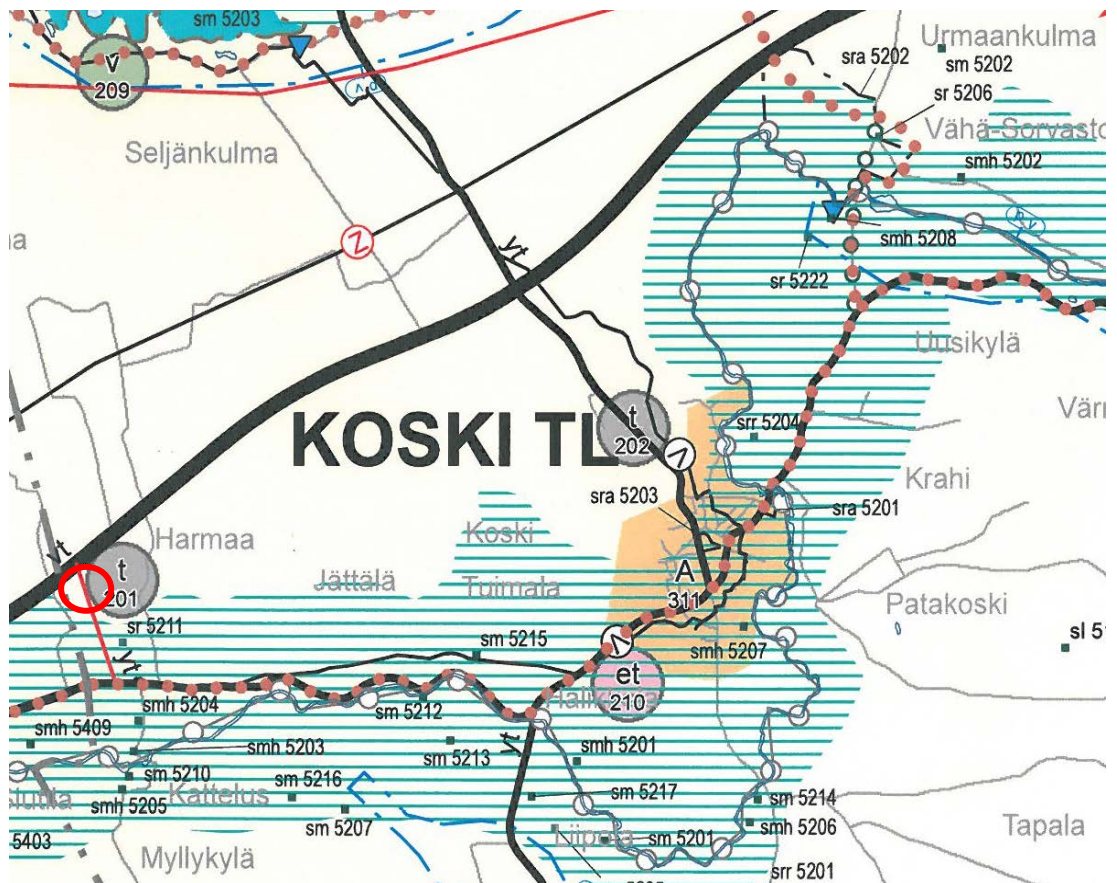 sm 5203
Urmaankulma
sra 5202
sm 5202
v
209
sr 5206
Vähä-Sorvasto
Seljänkulma
smh 5202
smh 5208
yt
sr 5222
Uusikylä
t
202
KOSKI TL
srr 5204
Krahi
sra 5203
sra 5201
Koski
Harmaa
yt
t
201
Jättälä
Tuimala
A
311
Patakoski
sr 5211
sm 5215
smh 5207
yt
et
210
smh 5204
sm 5212
smh 5409
smh 5203
sm 5213
yt
smh 5201
sm 5210
sm 5216
Kattelus
smh 5205
sm 5207
sm 5217
sm 5214
smh 5206
5403
Liipola
sm 5201
Tapala
Myllykylä
srr 5201